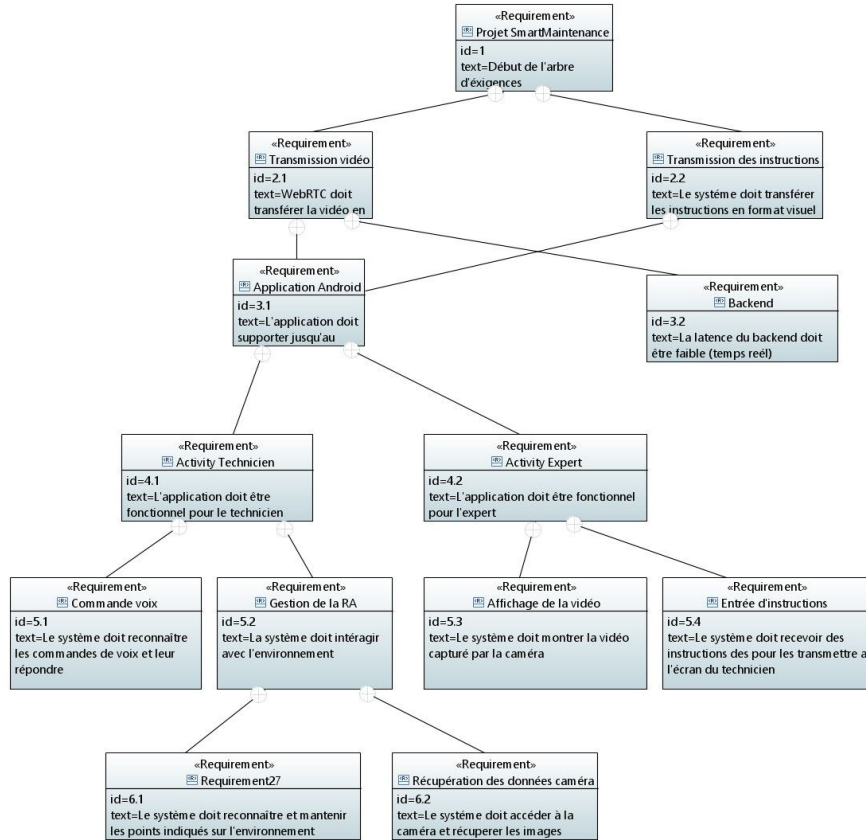 «Requirement»
Projet SmartMaintenance
id=1
text=Début de l'arbre
d'éxigences
«Requirement»
Transmission vidéo
id=2.1
text=WebRTC doit
transférer la vidéo en
«Requirement»
Transmission des instructions
id=2.2
text=Le systéme doit transférer
les instructions en format visuel
«Requirement»
Application Android
id=3.1
text=L'application doit
supporter jusqu'au
«Requirement»
Backend
id=3.2
text=La latence du backend doit
être faible (temps reél)
«Requirement»
Activity Technicien
id=4.1
text=L'application doit être
fonctionnel pour le technicien
«Requirement»
Activity Expert
id=4.2
text=L'application doit être fonctionnel
pour l'expert
«Requirement»
Commande voix
id=5.1
text=Le système doit reconnaître
les commandes de voix et leur
répondre
«Requirement»
Gestion de la RA
id=5.2
text=La système doit intéragir
avec l'environnement
«Requirement»
Affichage de la vidéo
id=5.3
text=Le système doit montrer la vidéo
capturé par la caméra
«Requirement»
Entrée d'instructions
id=5.4
text=Le système doit recevoir des
instructions des pour les transmettre a
l'écran du technicien
«Requirement»
Requirement27
id=6.1
text=Le système doit reconnaître et mantenir
les points indiqués sur l'environnement
«Requirement»
Récupération des données caméra
id=6.2
text=Le systéme doit accéder à la
caméra et récuperer les images